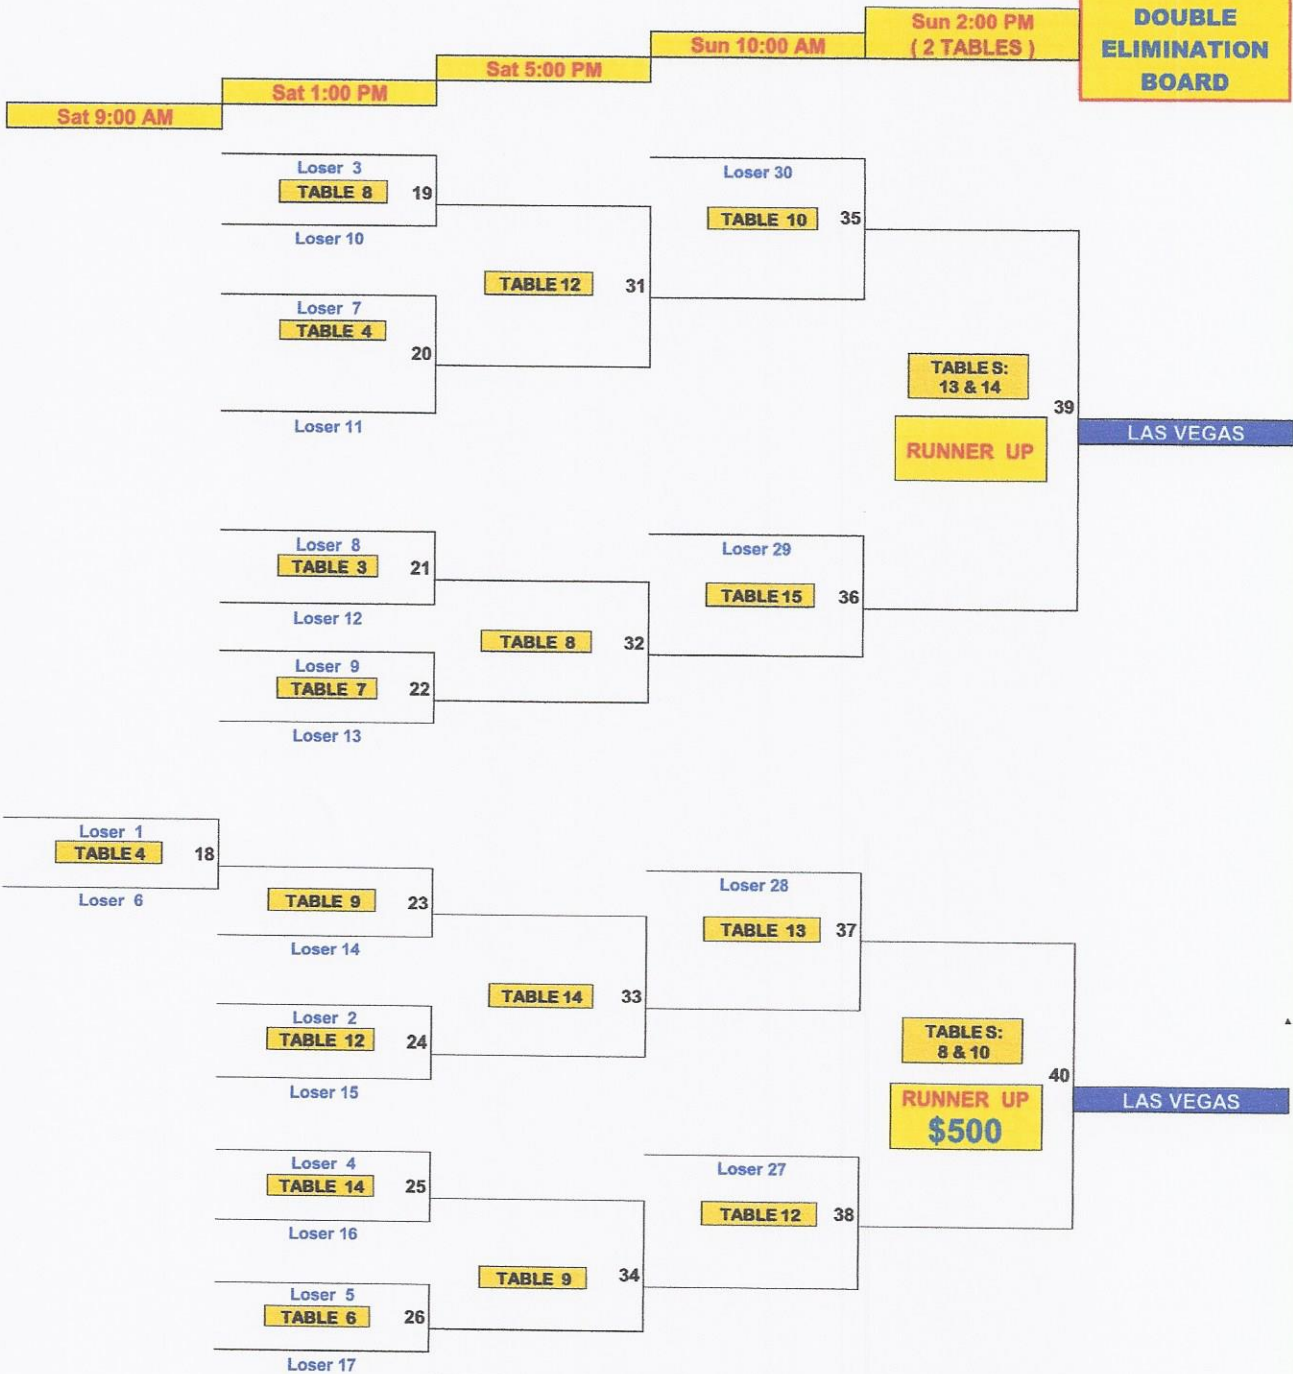 DOUBLE
ELIMINATION
BOARD
Sun 2:00 PM
( 2 TABLES )
Sun 10:00 AM
Sat 5:00 PM
Sat 1:00 PM
Sat 9:00 AM
Loser 3
TABLE 8 19
Loser 10
Loser 30
TABLE 10 35
TABLE 12 31
Loser 7
TABLE 4
20
Loser 11
TABLES:
13 & 14
39
RUNNER UP
LAS VEGAS
Loser 8
TABLE 3 21
Loser 12
Loser 29
TABLE 15 36
TABLE 8 32
Loser 9
TABLE 7 22
Loser 13
Loser 1
TABLE 4 18
Loser 6
TABLE 9 23
Loser 14
Loser 28
TABLE 13 37
TABLE 14 33
Loser 2
TABLE 12 24
Loser 15
TABLES:
8 & 10
40
RUNNER UP
$500
LAS VEGAS
Loser 4
TABLE 14 25
Loser 16
Loser 27
TABLE 12 38
TABLE 9 34
Loser 5
TABLE 6 26
Loser 17